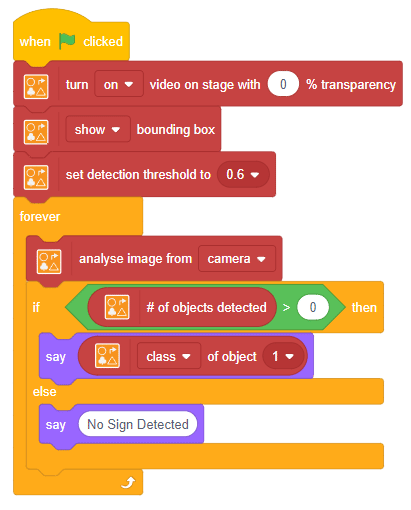 when clicked
turn on video on stage with 0 % transparency
show bounding box
set detection threshold to 0.6
forever
analyse image from camera
if # of objects detected > 0 then
say class of object 1
else
say No Sign Detected